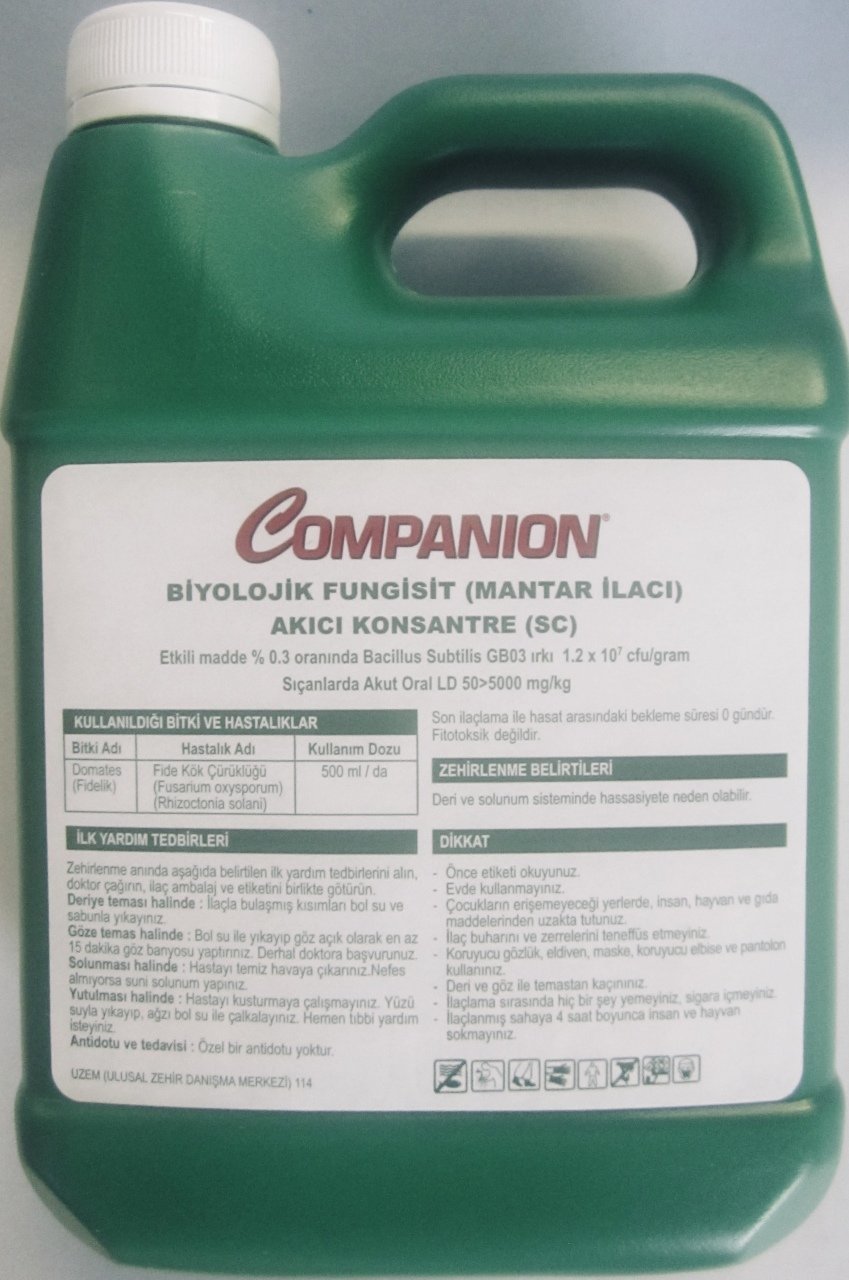 COMPANION®
BİYOLOJİK FUNGİSİT (MANTAR İLACI)
AKICI KONSANTRE (SC)
Etkili madde % 0.3 oranında Bacillus Subtilis GB03 ırkı 1.2 x 10⁷ cfu/gram
Sıçanlarda Akut Oral LD 50>5000 mg/kg
KULLANILDIĞI BİTKİ VE HASTALIKLAR
Bitki Adı Hastalık Adı Kullanım Dozu
Domates Fide Kök Çürüklüğü 500 ml / da
(Fidelik) (Fusarium oxysporum)
(Rhizoctonia solani)
İLK YARDIM TEDBİRLERİ
Zehirlenme anında aşağıda belirtilen ilk yardım tedbirlerini alın,
doktor çağırın, ilaç ambalaj ve etiketini birlikte götürün.
Deriye teması halinde : İlaçla bulaşmış kısımları bol su ve
sabunla yıkayınız.
Göze temas halinde : Bol su ile yıkayıp göz açık olarak en az
15 dakika göz banyosu yaptırınız. Derhal doktora başvurunuz.
Solunması halinde : Hastayı temiz havaya çıkarınız.Nefes
almıyorsa suni solunum yapınız.
Yutulması halinde : Hastayı kusturmaya çalışmayınız. Yüzü
suyla yıkayıp, ağzı bol su ile çalkalayınız. Hemen tıbbi yardım
isteyiniz.
Antidotu ve tedavisi : Özel bir antidotu yoktur.
UZEM (ULUSAL ZEHİR DANIŞMA MERKEZİ) 114
Son ilaçlama ile hasat arasındaki bekleme süresi 0 gündür.
Fitotoksik değildir.
ZEHİRLENME BELİRTİLERİ
Deri ve solunum sisteminde hassasiyete neden olabilir.
DİKKAT
- Önce etiketi okuyunuz.
- Evde kullanmayınız.
- Çocukların erişemeyeceği yerlerde, insan, hayvan ve gıda
maddelerinden uzakta tutunuz.
- İlaç buharını ve zerrelerini teneffüs etmeyiniz.
- Koruyucu gözlük, eldiven, maske, koruyucu elbise ve pantolon
kullanınız.
- Deri ve göz ile temastan kaçınınız.
- İlaçlama sırasında hiç bir şey yemeyiniz, sigara içmeyiniz.
- İlaçlanmış sahaya 4 saat boyunca insan ve hayvan
sokmayınız.